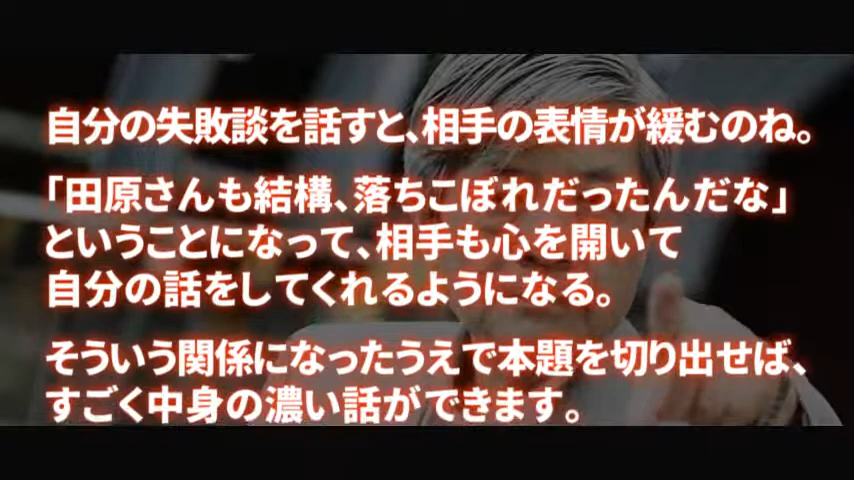 自分の失敗談を話すと、相手の表情が緩むのね。
「田原さんも結構、落ちこぼれだったんだな」
ということになって、相手も心を開いて
自分の話をしてくれるようになる。
そういう関係になったうえで本題を切り出せば、
すごく中身の濃い話ができます。